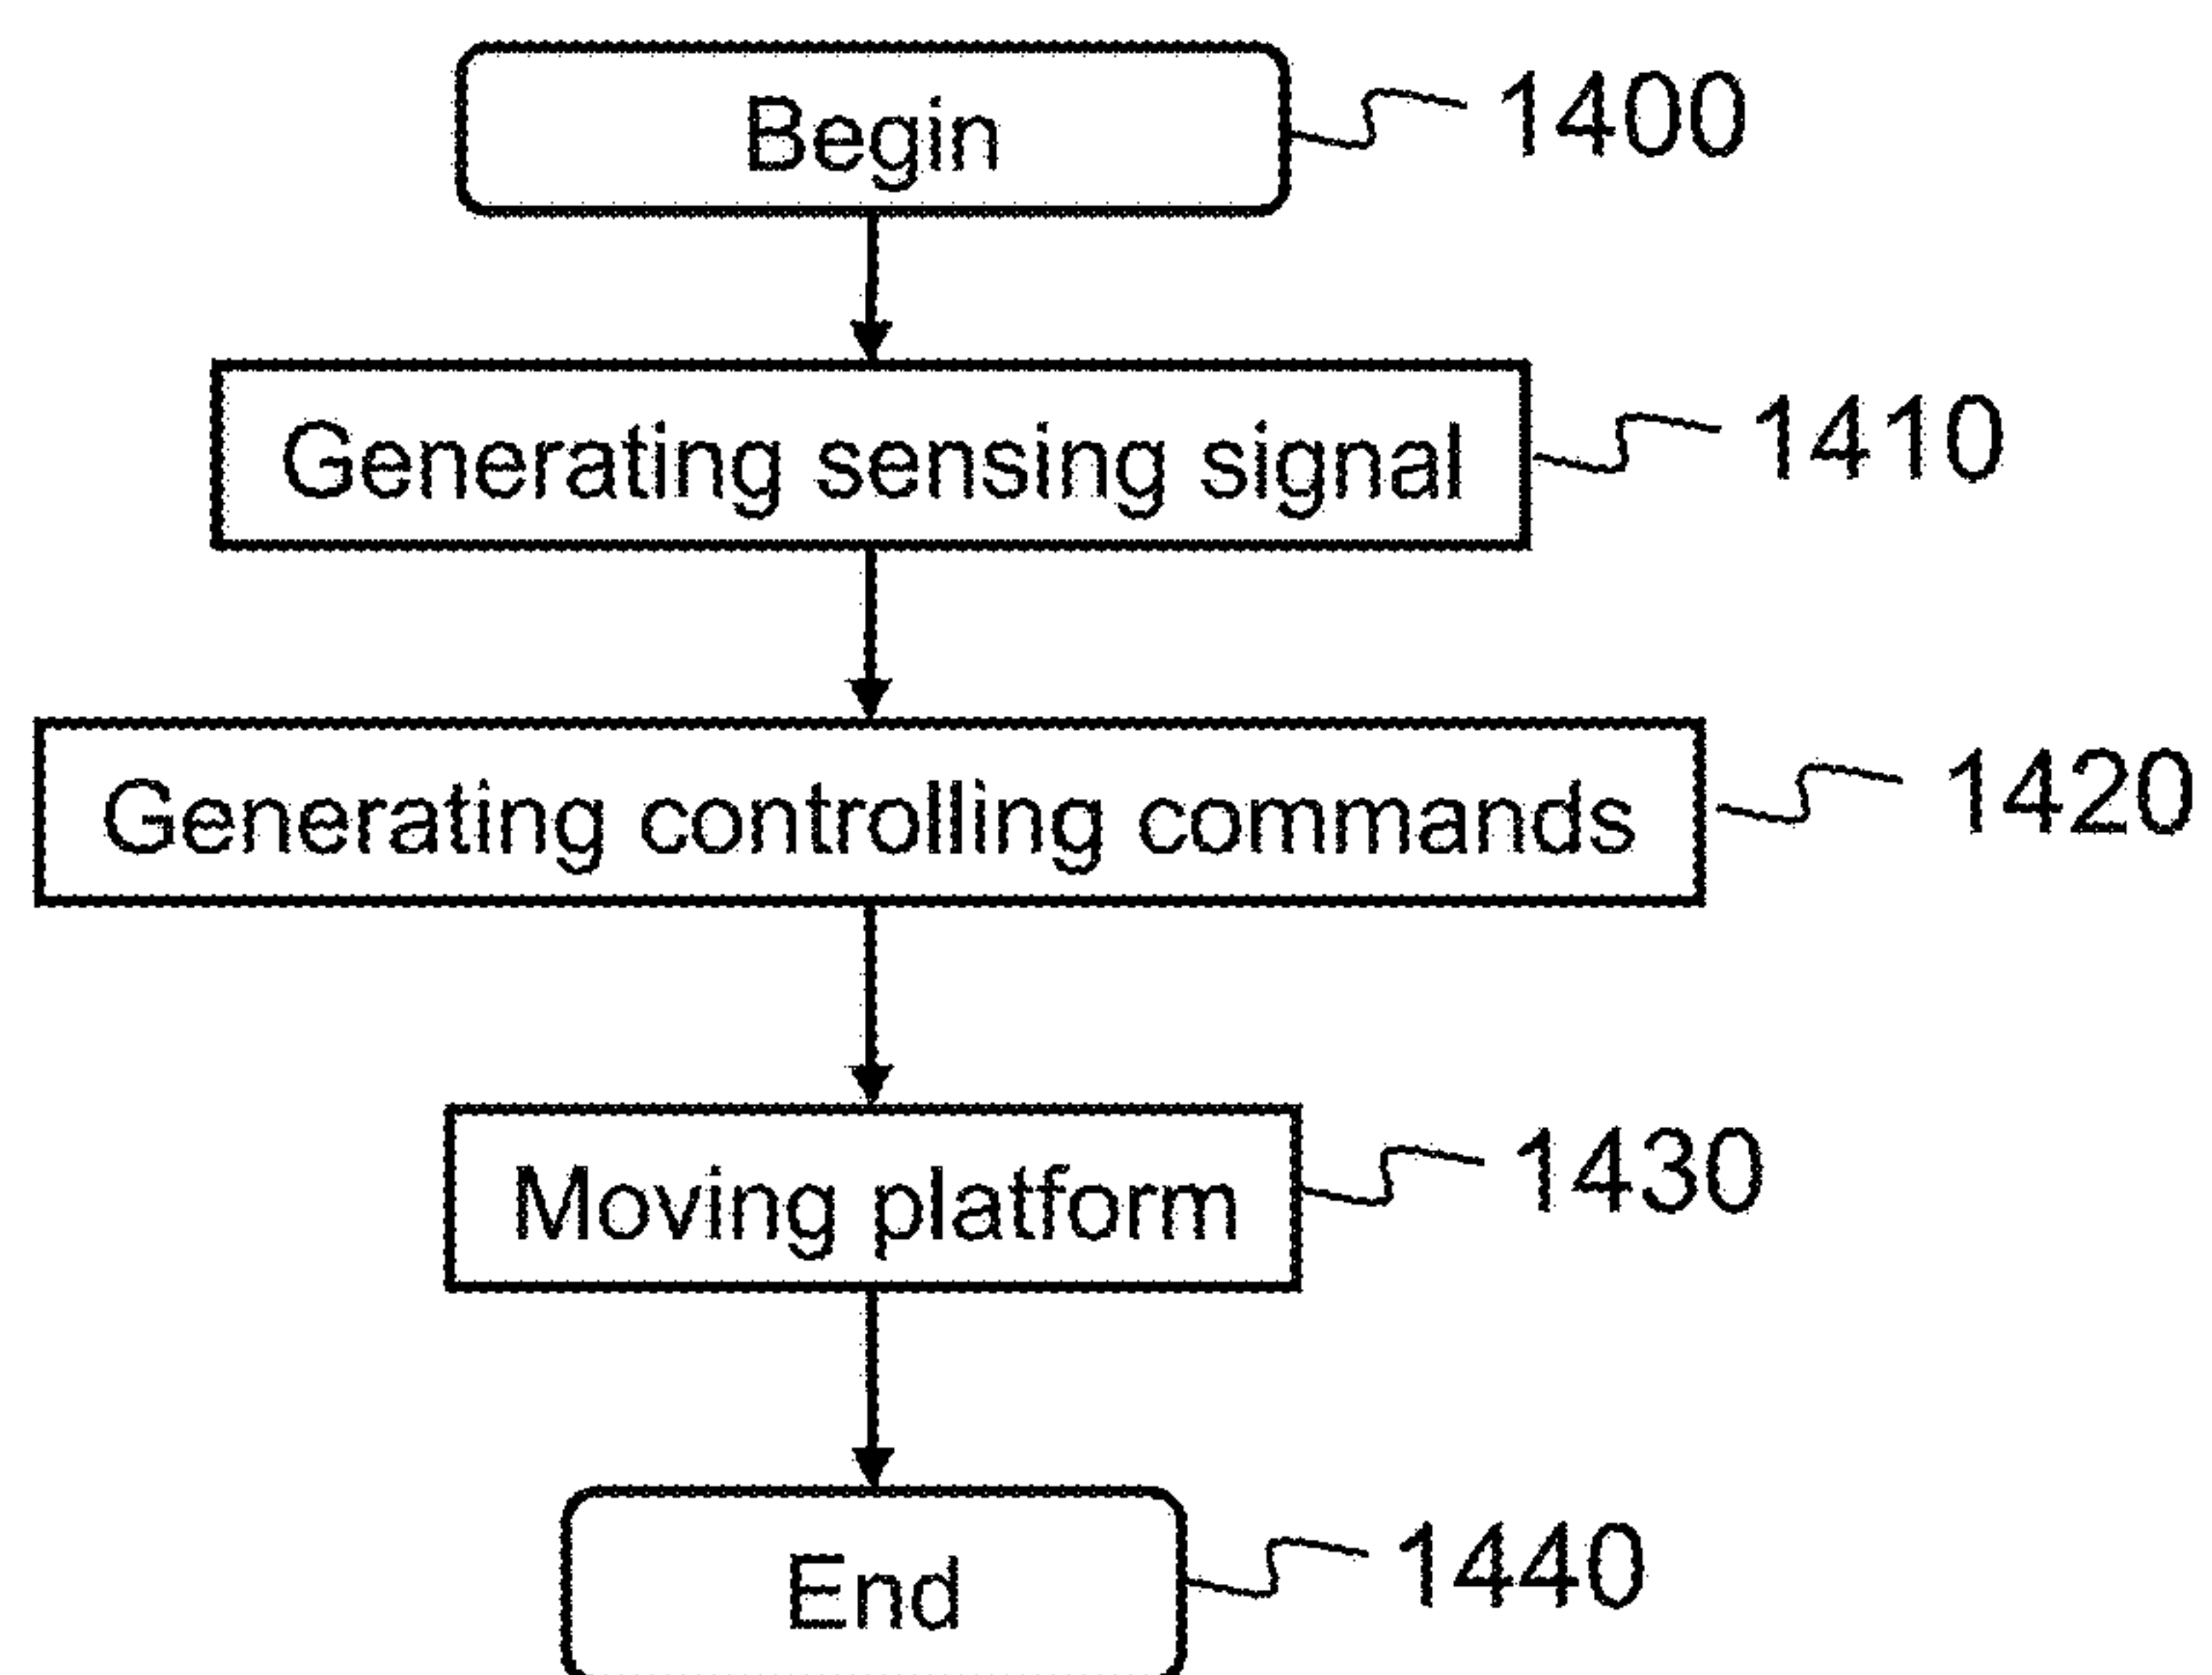 Begin
1400
Generating sensing signal
1410
Generating controlling commands
1420
Moving platform
1430
End
1440